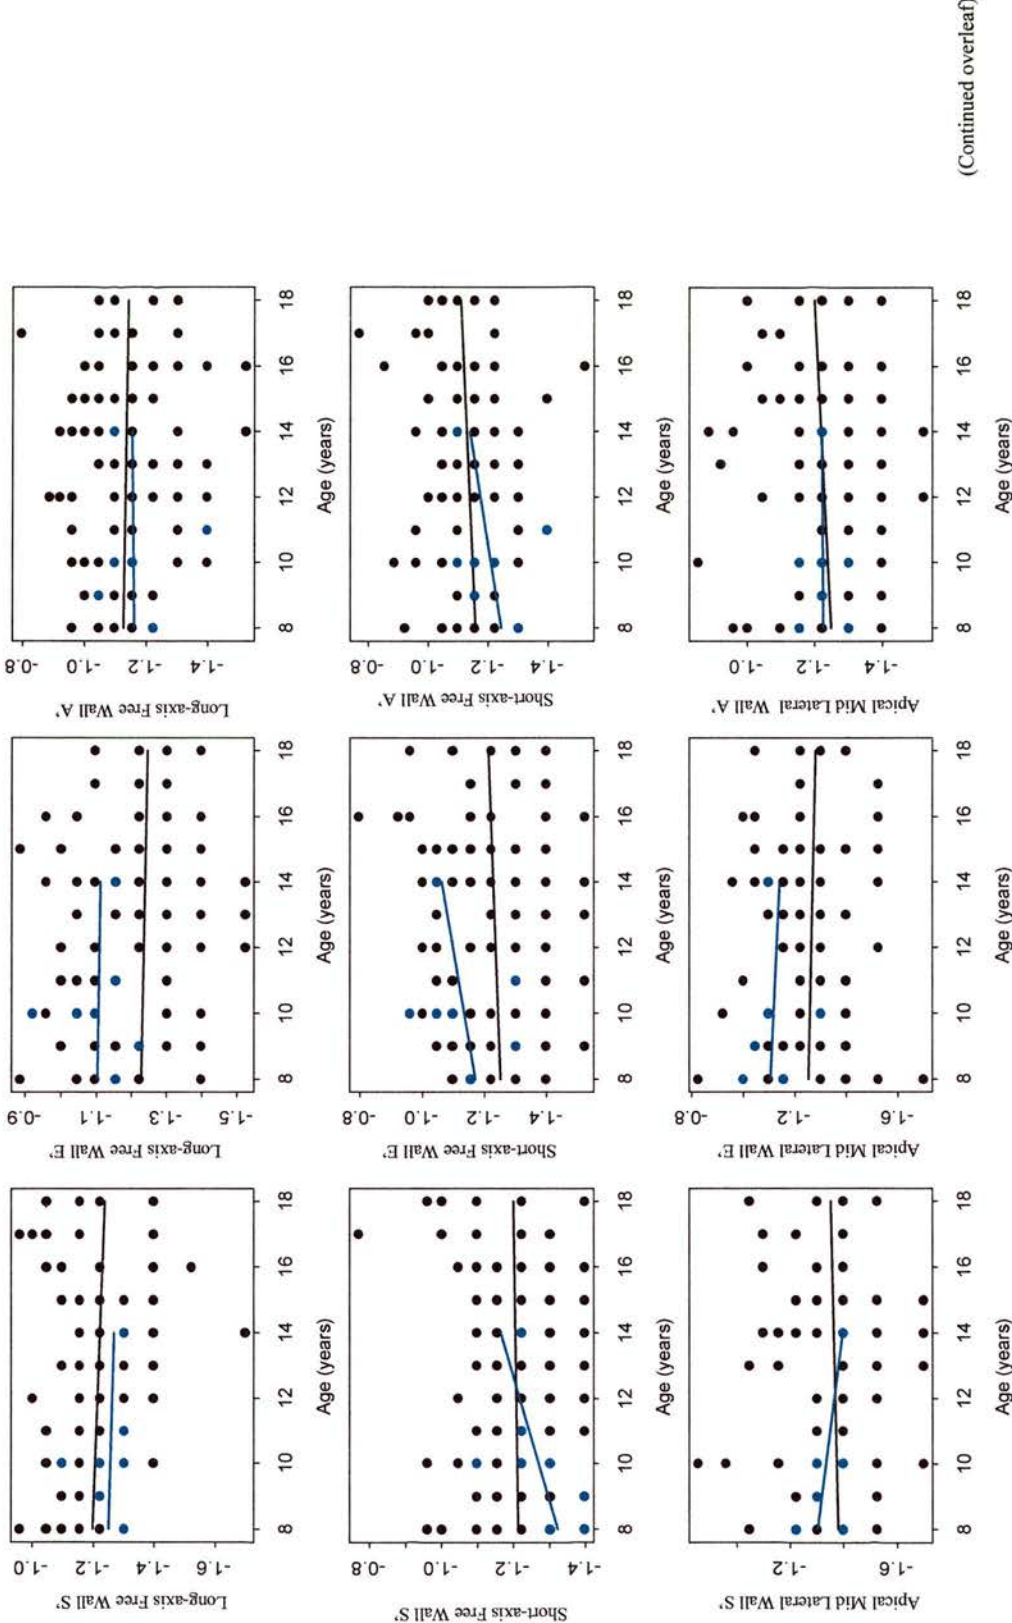 -1.0 -1.2 -1.4 -1.6
Long-axis Free Wall S'
8 10 12 14 16 18
Age (years)
-0.9 -1.1 -1.3 -1.5
Long-axis Free Wall E'
8 10 12 14 16 18
Age (years)
-0.8 -1.0 -1.2 -1.4
Long-axis Free Wall A'
8 10 12 14 16 18
Age (years)
-0.8 -1.0 -1.2 -1.4
Short-axis Free Wall S'
8 10 12 14 16 18
Age (years)
-0.8 -1.0 -1.2 -1.4
Short-axis Free Wall E'
8 10 12 14 16 18
Age (years)
-0.8 -1.0 -1.2 -1.4
Short-axis Free Wall A'
8 10 12 14 16 18
Age (years)
-1.2 -1.6
Apical Mid Lateral Wall S'
8 10 12 14 16 18
Age (years)
-0.8 -1.2 -1.6
Apical Mid Lateral Wall E'
8 10 12 14 16 18
Age (years)
-1.0 -1.2 -1.4
Apical Mid Lateral Wall A'
8 10 12 14 16 18
Age (years)
((Continued overleaf)